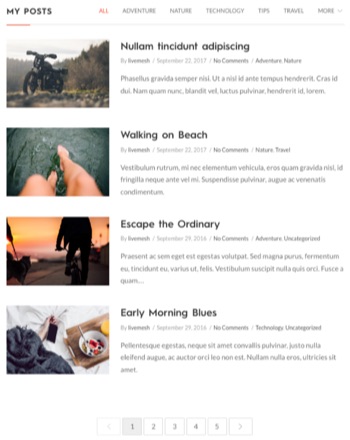 MY POSTS
ALL ADVENTURE NATURE TECHNOLOGY TIPS TRAVEL MORE
Nullam tincidunt adipiscing
By livemesh / September 22, 2017 / No Comments / Adventure, Nature
Phasellus gravida semper nisi. Ut a nisl id ante tempus hendrerit. Cras id
dui. Nam quam nunc, blandit vel, luctus pulvinar, hendrerit id, lorem.
Walking on Beach
By livemesh / September 22, 2017 / No Comments / Nature, Travel
Vestibulum rutrum, mi nec elementum vehicula, eros quam gravida nisl, id
fringilla neque ante vel mi. Suspendisse pulvinar, augue ac venenatis
condimentum.
Escape the Ordinary
By livemesh / September 29, 2016 / No Comments / Adventure, Uncategorized
Praesent ac sem eget est egestas volutpat. Sed magna purus, fermentum
eu, tincidunt eu, varius ut, felis. Vestibulum suscipit nulla quis orci. Fusce a
quam…
Early Morning Blues
By livemesh / September 29, 2016 / No Comments / Technology, Uncategorized
Pellentesque egestas, neque sit amet convallis pulvinar, justo nulla
eleifend augue, ac auctor orci leo non est. Nullam nulla eros, ultricies sit
amet.
1 2 3 4 5